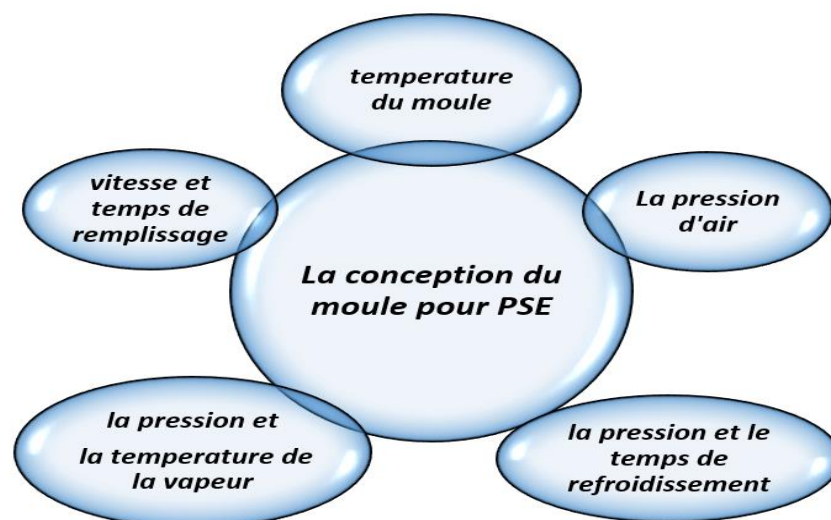 temperature
du moule
vitesse et
temps de
remplissage
La pression
d'air
La conception du
moule pour PSE
la pression et
la temperature de
la vapeur
la pression et le
temps de
refroidissement